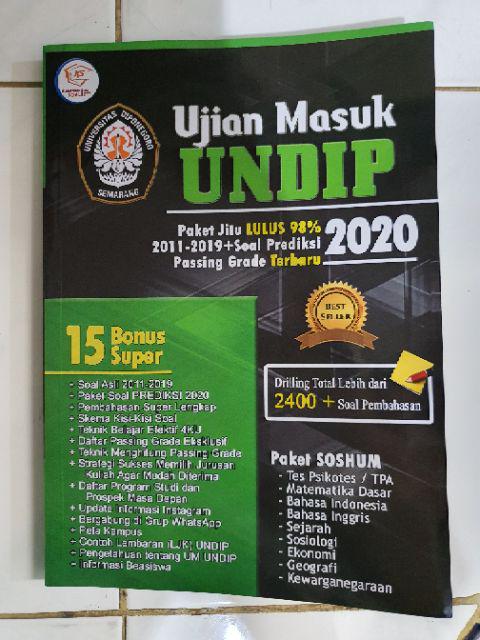 UNIVERSITAS DIPONEGORO
SEMARANG
Ujian Masuk
UNDIP
Paket Jitu LULUS 98%
2011-2019+Soal Prediksi
Passing Grade Terbaru
2020
BEST
SELLER
15 Bonus
Super
- Soal Asli 2011-2019
- Paket Soal PREDIKSI 2020
+ Pembahasan Super Lengkap
+ Skema Kisi-Kisi Soal
+ Teknik Belajar Efektif 4KJ
+ Daftar Passing Grade Eksklusif
+ Teknik Menghitung Passing Grade
+ Strategi Sukses Memilih Jurusan
Kuliah Agar Mudah Diterima
+ Daftar Program Studi dan
Prospek Masa Depan
+ Update Informasi Instagram
+ Bergabung di Grup WhatsApp
+ Peta Kampus
+ Contoh Lembaran (LJK) UNDIP
+ Pengetahuan tentang UM UNDIP
- Informasi Beasiswa
Drilling Total Lebih dari
2400 + Soal Pembahasan
Paket SOSHUM
- Tes Psikotes / TPA
- Matematika Dasar
- Bahasa Indonesia
- Bahasa Inggris
- Sejarah
- Sosiologi
- Ekonomi
- Geografi
- Kewarganegaraan